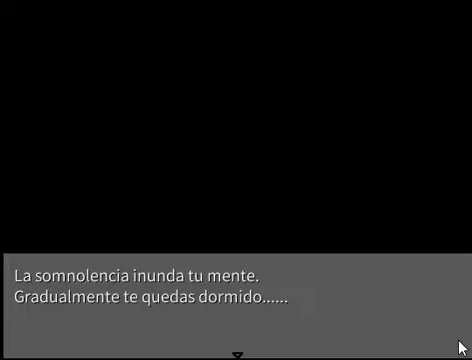 La somnolencia inunda tu mente.
Gradualmente te quedas dormido......